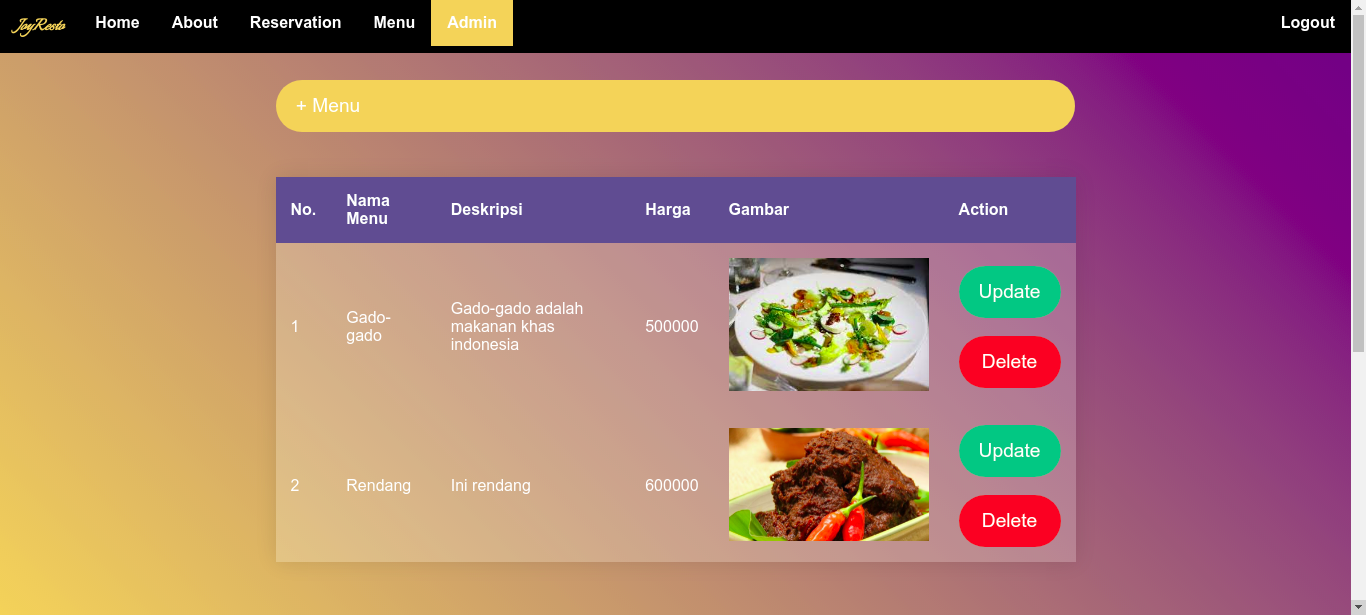 JoyResto Home About Reservation Menu Admin Logout
+ Menu
No. Nama Menu Deskripsi Harga Gambar Action
1 Gado-gado Gado-gado adalah makanan khas indonesia 500000 Update
Delete
2 Rendang Ini rendang 600000 Update
Delete